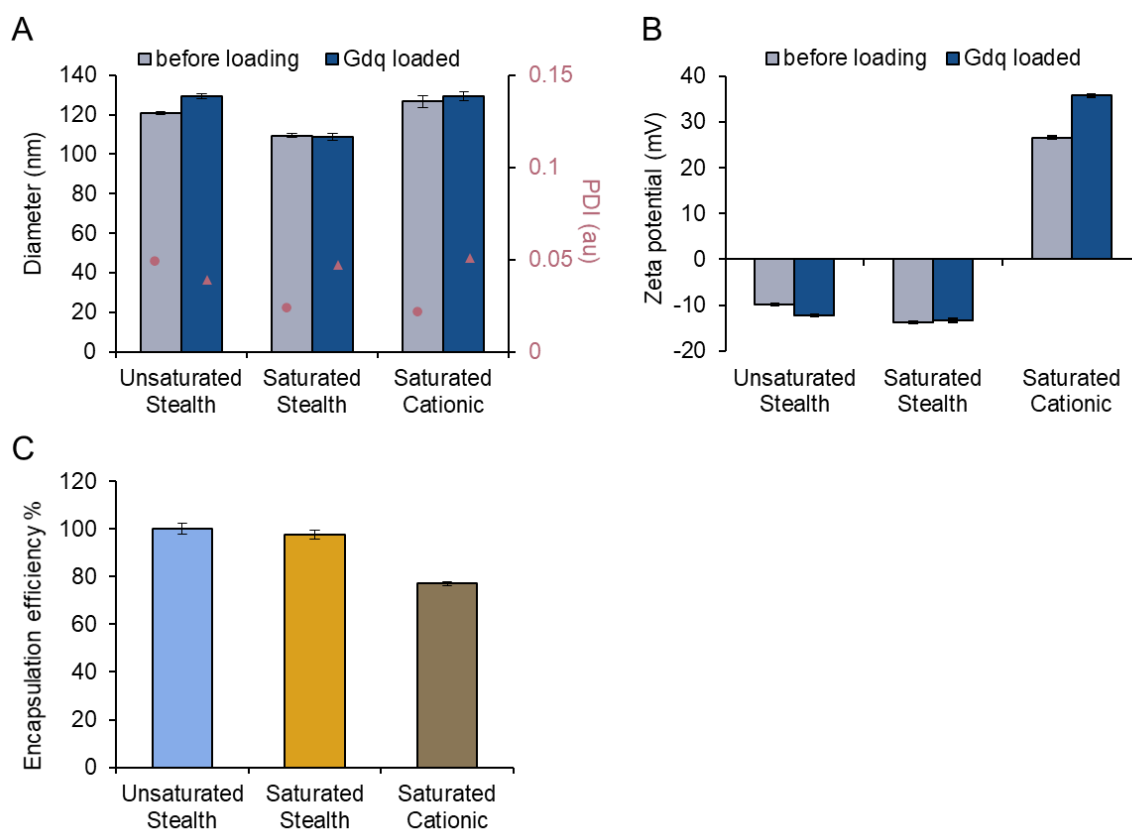 A
before loading
Gdq loaded
140
120
100
80
60
40
20
0
Diameter (nm)
0.15
0.1
0.05
0
PDI (au)
Unsaturated
Stealth
Saturated
Stealth
Saturated
Cationic
B
before loading
Gdq loaded
40
30
20
10
0
-10
-20
Zeta potential (mV)
Unsaturated
Stealth
Saturated
Stealth
Saturated
Cationic
C
120
100
80
60
40
20
0
Encapsulation efficiency %
Unsaturated
Stealth
Saturated
Stealth
Saturated
Cationic